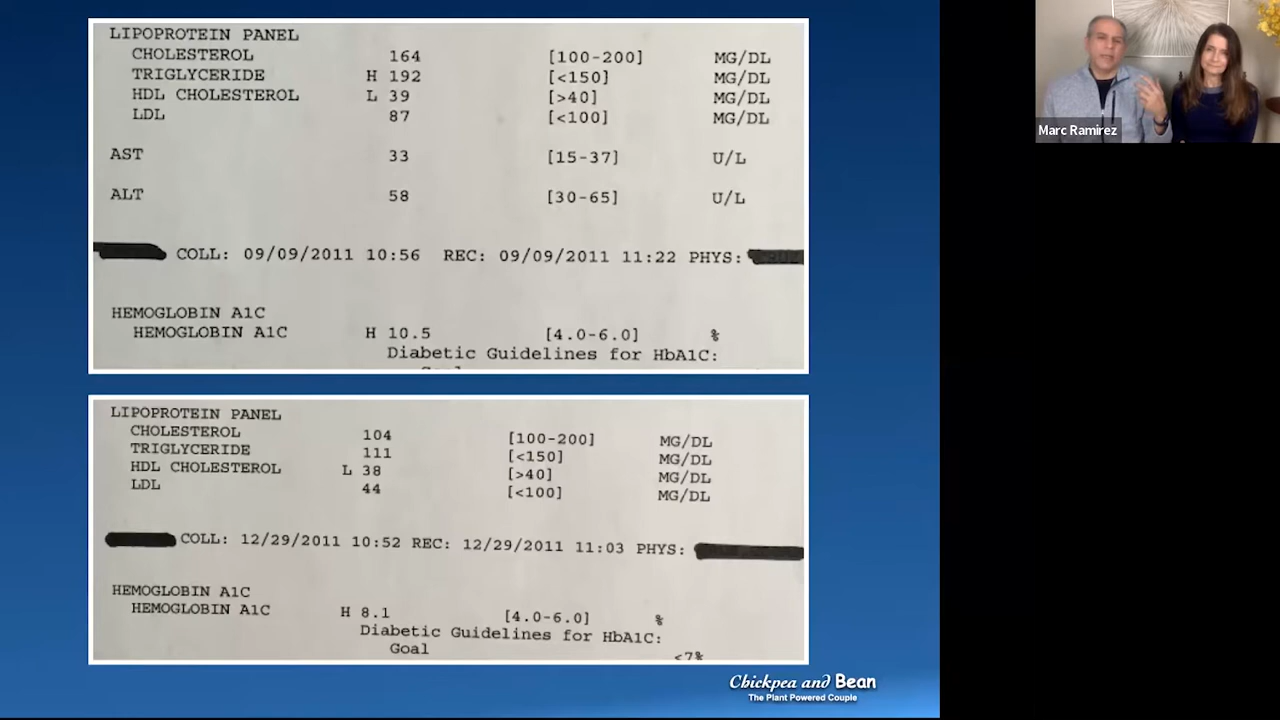 LIPOPROTEIN PANEL
CHOLESTEROL 164 [100-200] MG/DL
TRIGLYCERIDE H 192 [<150] MG/DL
HDL CHOLESTEROL L 39 [>40] MG/DL
LDL 87 [<100] MG/DL
AST 33 [15-37] U/L
ALT 58 [30-65] U/L
COLL: 09/09/2011 10:56 REC: 09/09/2011 11:22 PHYS:
HEMOGLOBIN A1C
HEMOGLOBIN A1C H 10.5 [4.0-6.0] %
Diabetic Guidelines for HbA1C:
LIPOPROTEIN PANEL
CHOLESTEROL 104 [100-200] MG/DL
TRIGLYCERIDE 111 [<150] MG/DL
HDL CHOLESTEROL L 38 [>40] MG/DL
LDL 44 [<100] MG/DL
COLL: 12/29/2011 10:52 REC: 12/29/2011 11:03 PHYS:
HEMOGLOBIN A1C
HEMOGLOBIN A1C H 8.1 [4.0-6.0] %
Diabetic Guidelines for HbA1C:
Goal <7%
Chickpea and Bean
The Plant Powered Couple
Marc Ramirez